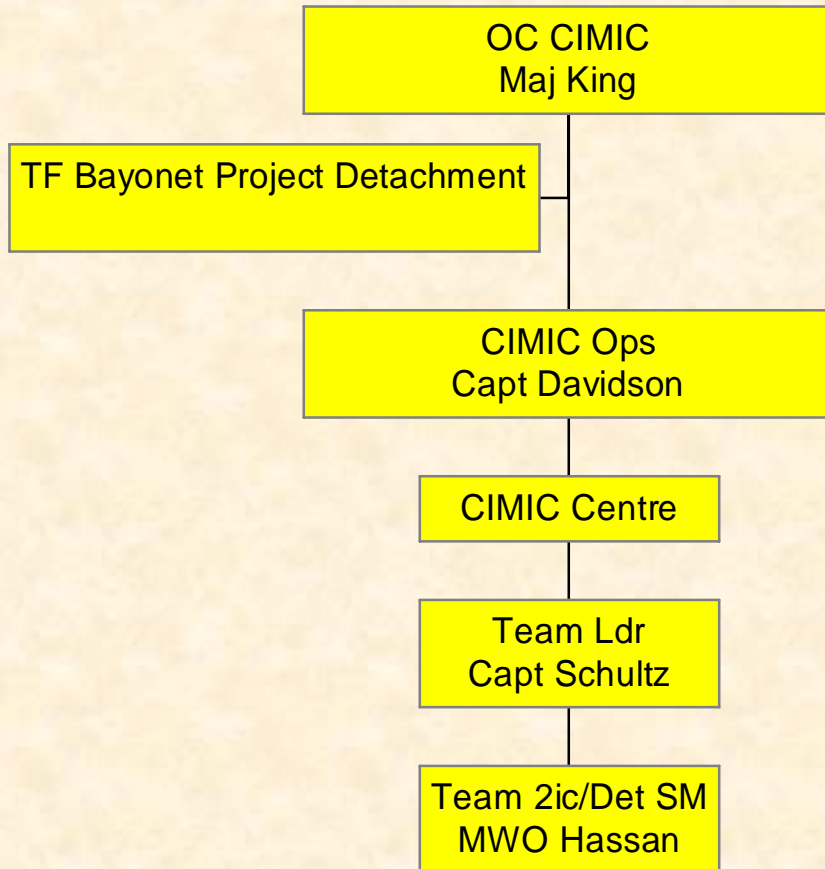 OC CIMIC
Maj King
TF Bayonet Project Detachment
CIMIC Ops
Capt Davidson
CIMIC Centre
Team Ldr
Capt Schultz
Team 2ic/Det SM
MWO Hassan